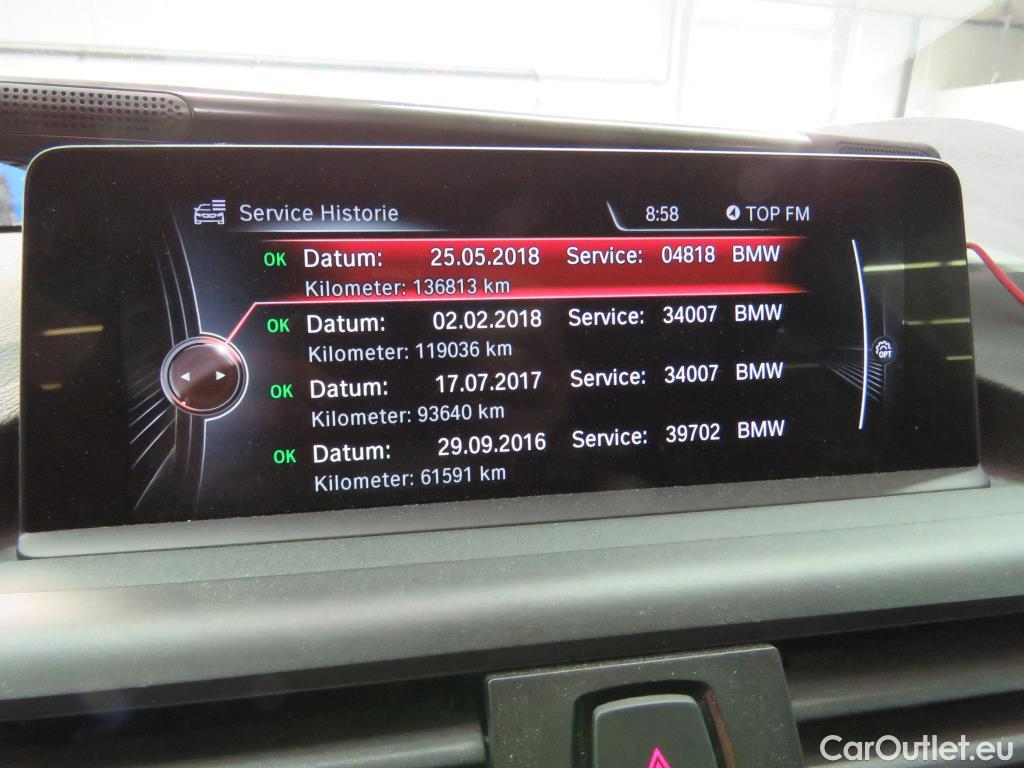 Service Historie 8:58 TOP FM
OK Datum: 25.05.2018 Service: 04818 BMW
Kilometer: 136813 km
OK Datum: 02.02.2018 Service: 34007 BMW
Kilometer: 119036 km
OK Datum: 17.07.2017 Service: 34007 BMW
Kilometer: 93640 km
OK Datum: 29.09.2016 Service: 39702 BMW
Kilometer: 61591 km
OPT
CarOutlet.eu